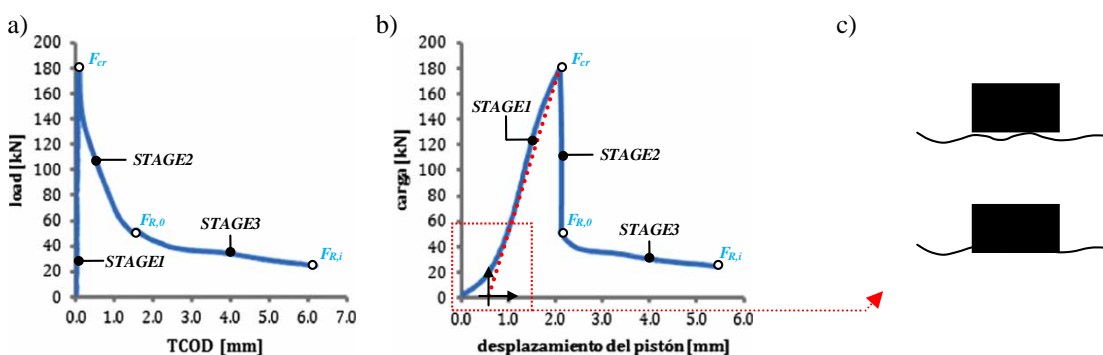 a)
200
180
160
140
120
100
80
60
40
20
0
load [kN]
F_cr
STAGE2
F_R,0
STAGE3
STAGE1
F_R,i
0.0 1.0 2.0 3.0 4.0 5.0 6.0 7.0
TCOD [mm]
b)
200
180
160
140
120
100
80
60
40
20
0
carga [kN]
F_cr
STAGE1
STAGE2
F_R,0
STAGE3
F_R,i
0.0 1.0 2.0 3.0 4.0 5.0 6.0
desplazamiento del pistón [mm]
c)